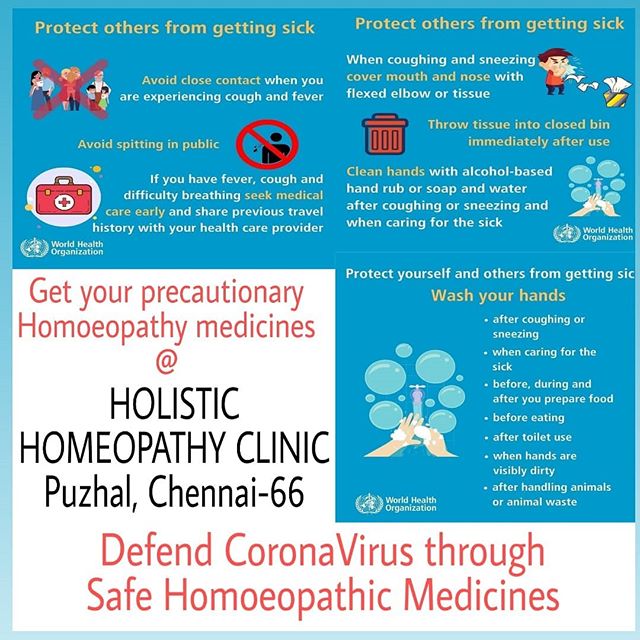 Protect others from getting sick
Avoid close contact when you
are experiencing cough and fever
Avoid spitting in public
If you have fever, cough and
difficulty breathing seek medical
care early and share previous travel
history with your health care provider
World Health
Organization
Protect others from getting sick
When coughing and sneezing
cover mouth and nose with
flexed elbow or tissue
Throw tissue into closed bin
immediately after use
Clean hands with alcohol-based
hand rub or soap and water
after coughing or sneezing and
when caring for the sick
World Health
Organization
Get your precautionary
Homoeopathy medicines
@
HOLISTIC
HOMEOPATHY CLINIC
Puzhal, Chennai-66
Protect yourself and others from getting sic
Wash your hands
• after coughing or
sneezing
• when caring for the
sick
• before, during and
after you prepare food
• before eating
• after toilet use
• when hands are
visibly dirty
• after handling animals
or animal waste
World Health
Organization
Defend CoronaVirus through
Safe Homoeopathic Medicines